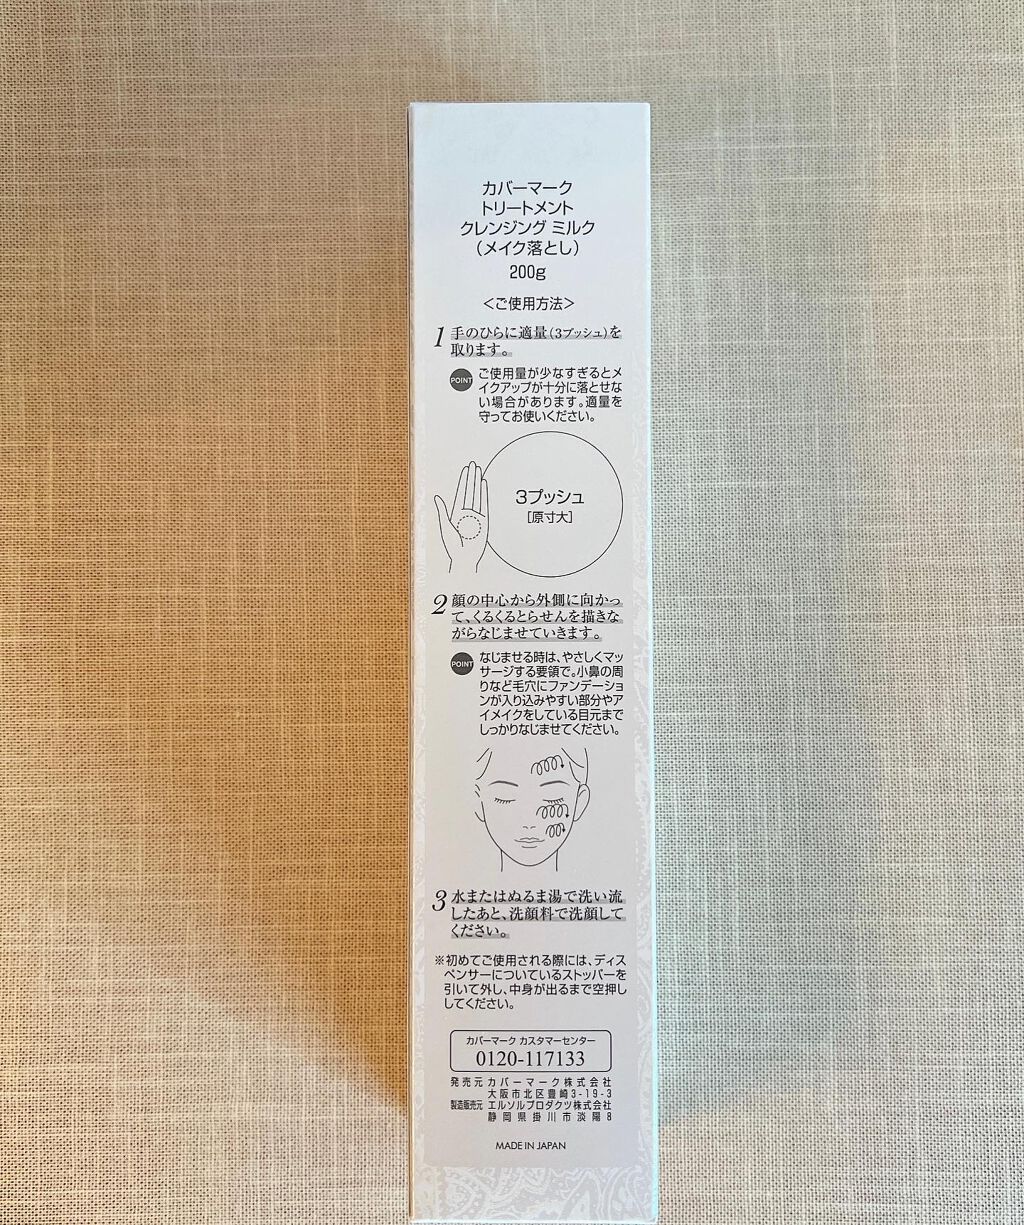 カバーマーク
トリートメント
クレンジング ミルク
（メイク落とし）
200g
＜ご使用方法＞
1 手のひらに適量（3プッシュ）を
取ります。
POINT ご使用量が少なすぎるとメ
イクアップが十分に落とせな
い場合があります。適量を
守ってお使いください。
3プッシュ
［原寸大］
2 顔の中心から外側に向かっ
て、くるくるとらせんを描きな
がらなじませていきます。
POINT なじませる時は、やさしくマッ
サージする要領で。小鼻の周
りなど毛穴にファンデーショ
ンが入り込みやすい部分やア
イメイクをしている目元まで
しっかりなじませてください。
3 水またはぬるま湯で洗い流
したあと、洗顔料で洗顔して
ください。
※初めてご使用される際には、ディス
ペンサーについているストッパーを
引いて外し、中身が出るまで空押し
してください。
カバーマーク カスタマーセンター
0120-117133
発売元 カバーマーク株式会社
大阪市北区豊崎3-19-3
製造販売元 エルソルプロダクツ株式会社
静岡県掛川市淡陽8
MADE IN JAPAN